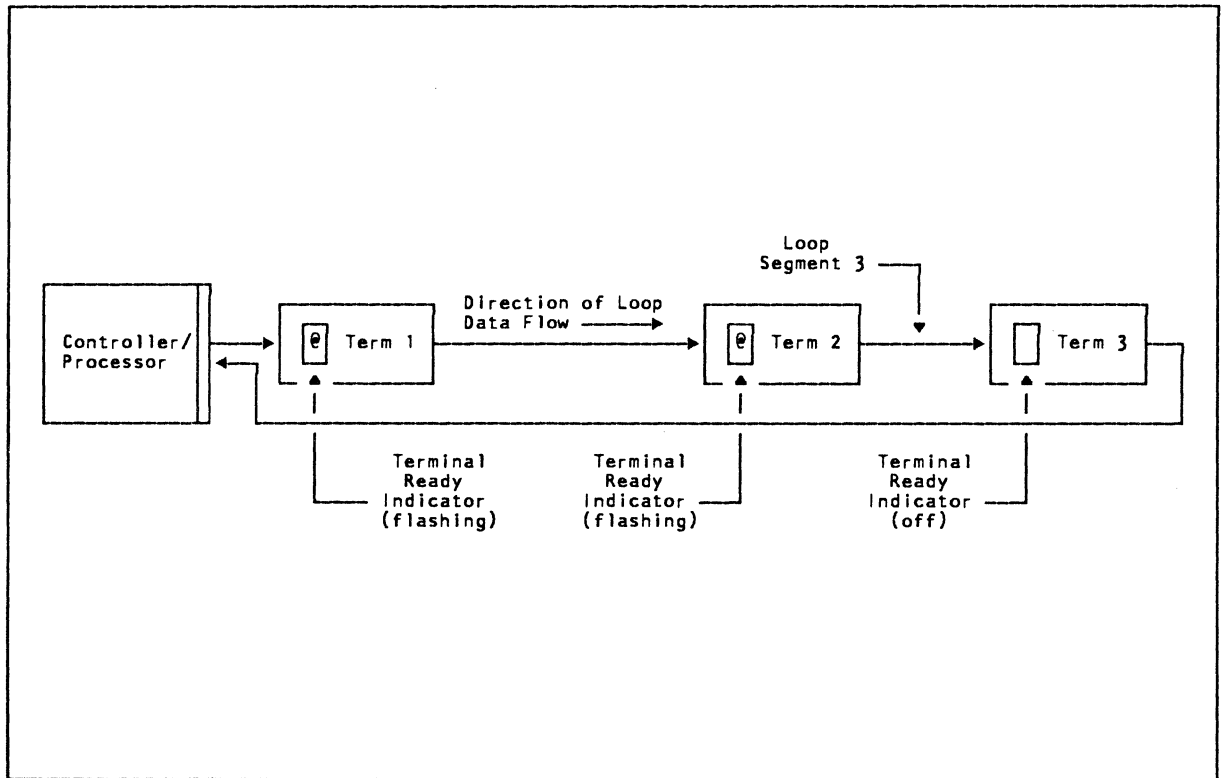 Loop
Segment 3
Direction of Loop
Data Flow
Controller/
Processor
@ Term 1
@ Term 2
Term 3
Terminal
Ready
Indicator
(flashing)
Terminal
Ready
Indicator
(flashing)
Terminal
Ready
Indicator
(off)